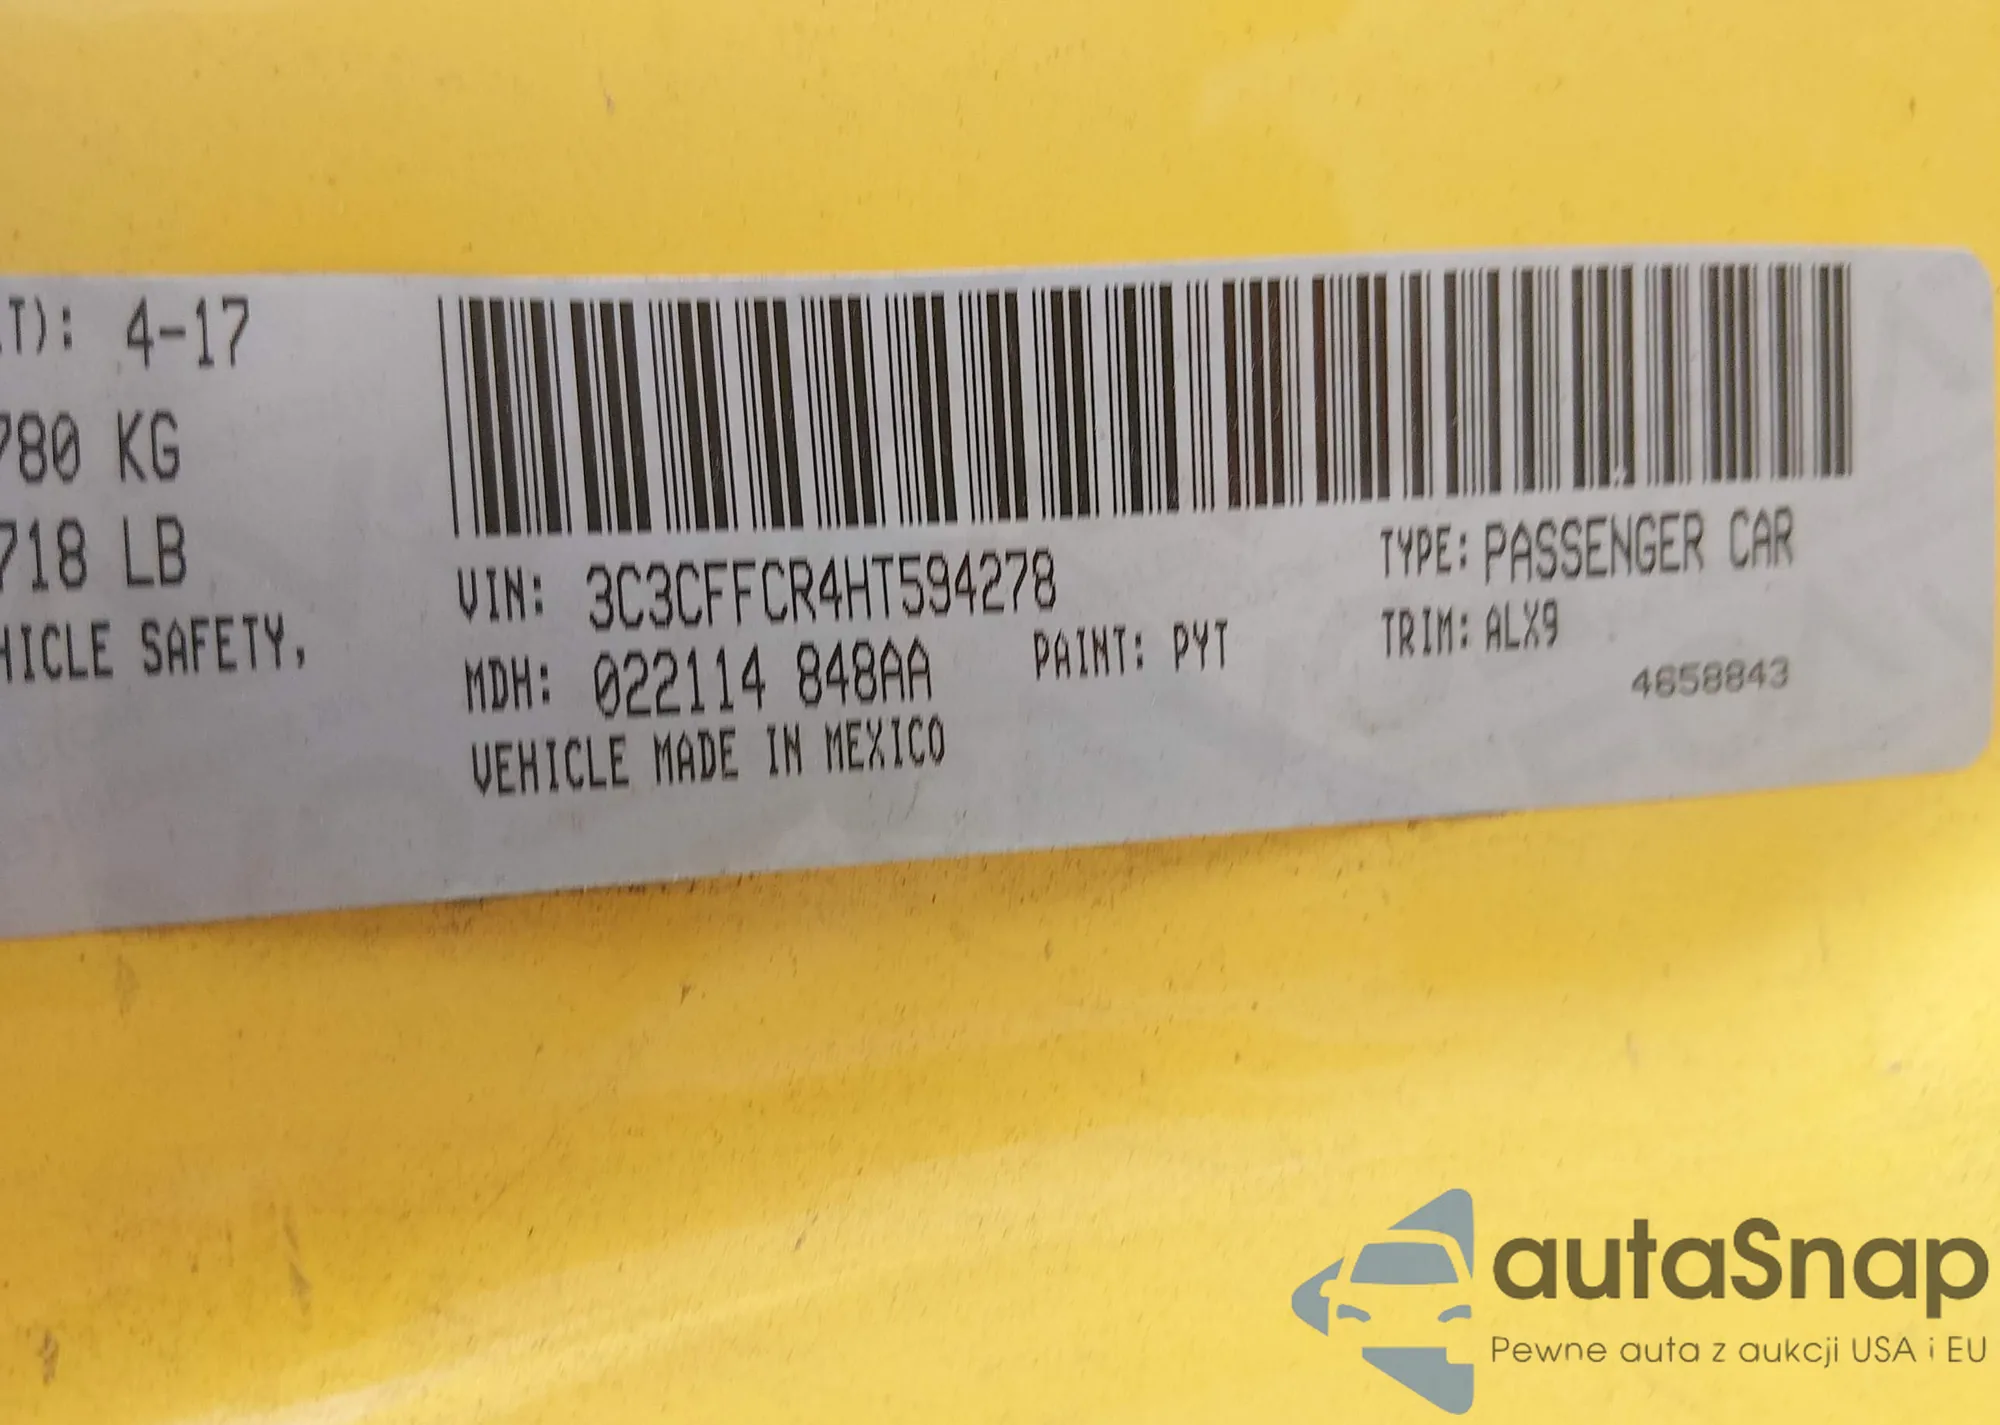 T): 4-17
780 KG
718 LB
HICLE SAFETY,
VIN: 3C3CFFCR4HT594278
TYPE: PASSENGER CAR
MDH: 022114 848AA
PAINT: PYT
TRIM: ALX9
4658843
VEHICLE MADE IN MEXICO
autaSnap
Pewne auta z aukcji USA i EU